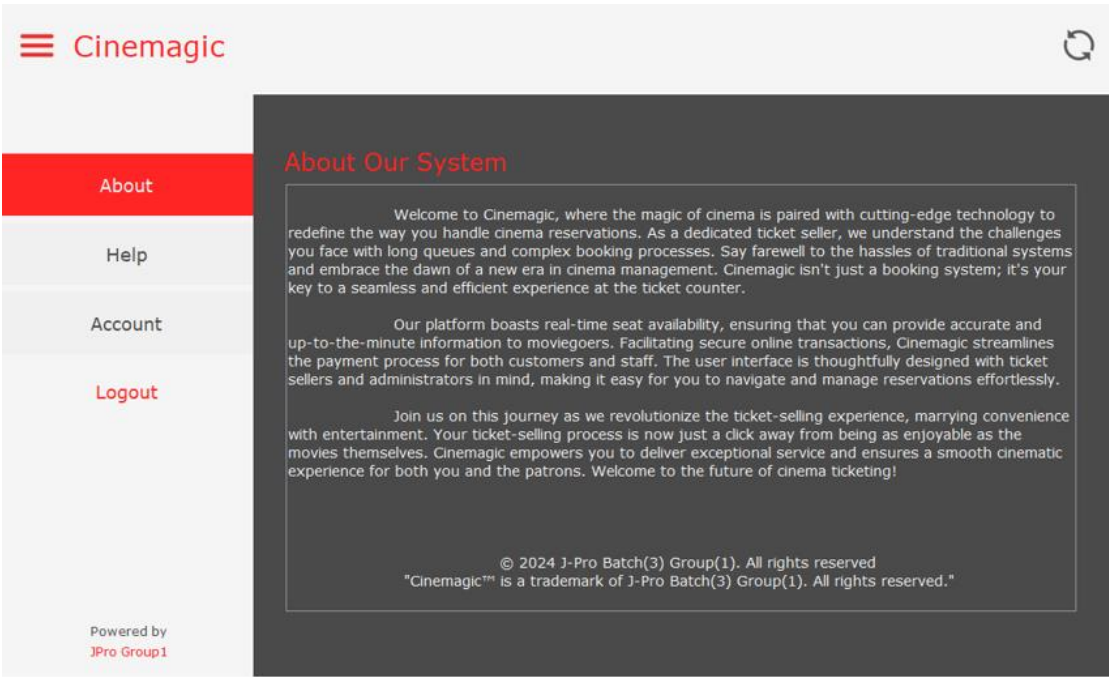 Cinemagic
About
Help
Account
Logout
Powered by
JPro Group1
About Our System
Welcome to Cinemagic, where the magic of cinema is paired with cutting-edge technology to
redefine the way you handle cinema reservations. As a dedicated ticket seller, we understand the challenges
you face with long queues and complex booking processes. Say farewell to the hassles of traditional systems
and embrace the dawn of a new era in cinema management. Cinemagic isn't just a booking system; it's your
key to a seamless and efficient experience at the ticket counter.
Our platform boasts real-time seat availability, ensuring that you can provide accurate and
up-to-the-minute information to moviegoers. Facilitating secure online transactions, Cinemagic streamlines
the payment process for both customers and staff. The user interface is thoughtfully designed with ticket
sellers and administrators in mind, making it easy for you to navigate and manage reservations effortlessly.
Join us on this journey as we revolutionize the ticket-selling experience, marrying convenience
with entertainment. Your ticket-selling process is now just a click away from being as enjoyable as the
movies themselves. Cinemagic empowers you to deliver exceptional service and ensures a smooth cinematic
experience for both you and the patrons. Welcome to the future of cinema ticketing!
© 2024 J-Pro Batch(3) Group(1). All rights reserved
"Cinemagic™ is a trademark of J-Pro Batch(3) Group(1). All rights reserved."